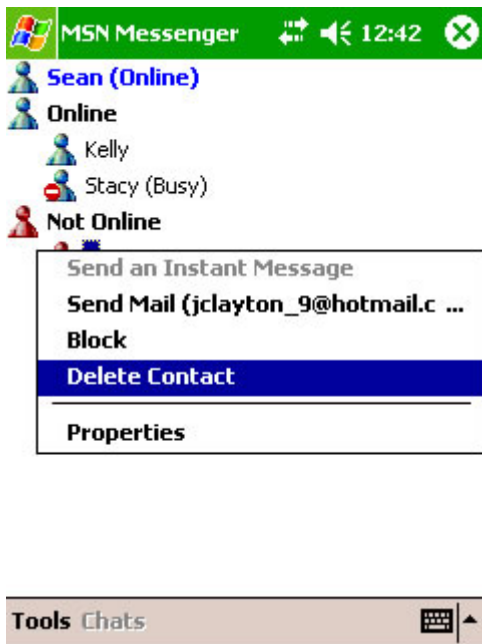 MSN Messenger 12:42
Sean (Online)
Online
Kelly
Stacy (Busy)
Not Online
Send an Instant Message
Send Mail (jclayton_9@hotmail.c ...
Block
Delete Contact
Properties
Tools Chats